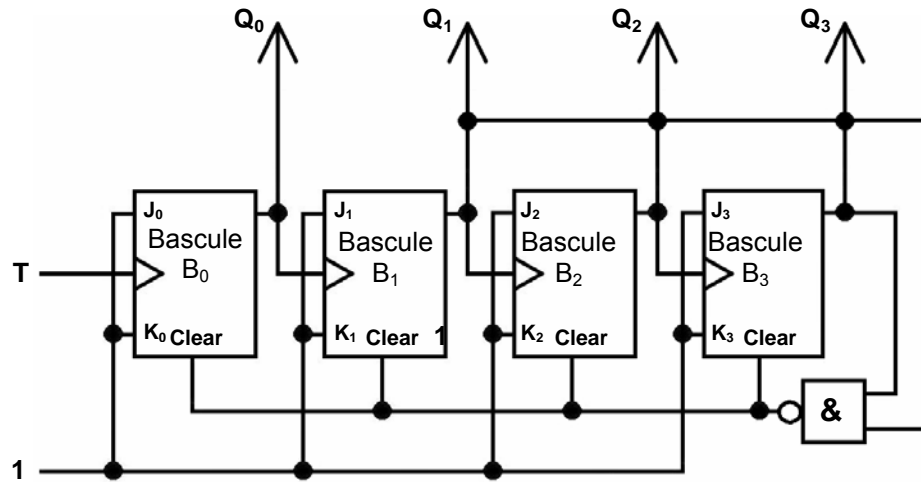 Q₀ Q₁ Q₂ Q₃
J₀ J₁ J₂ J₃
Bascule Bascule Bascule Bascule
T B₀ B₁ B₂ B₃
K₀ Clear K₁ Clear 1 K₂ Clear K₃ Clear
&
1